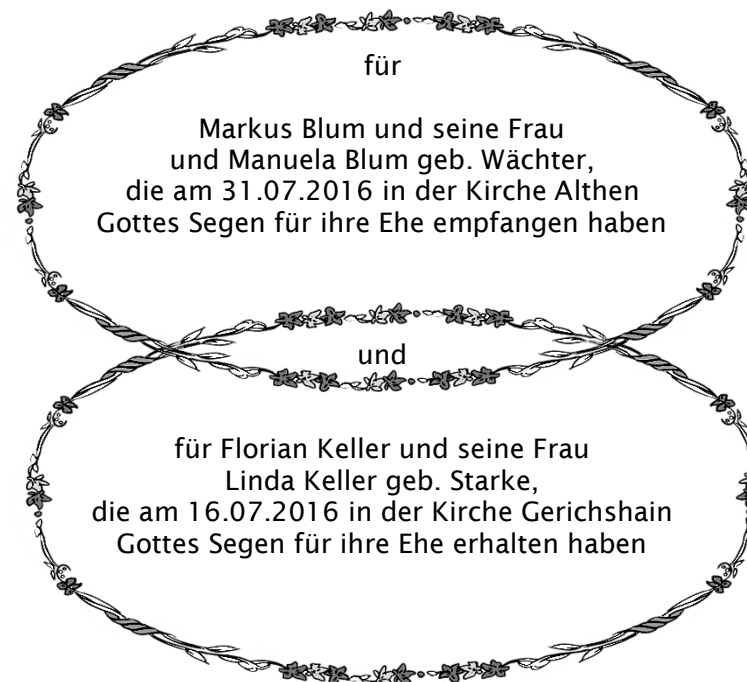 für
Markus Blum und seine Frau
und Manuela Blum geb. Wächter,
die am 31.07.2016 in der Kirche Althen
Gottes Segen für ihre Ehe empfangen haben
und
für Florian Keller und seine Frau
Linda Keller geb. Starke,
die am 16.07.2016 in der Kirche Gerichshain
Gottes Segen für ihre Ehe erhalten haben